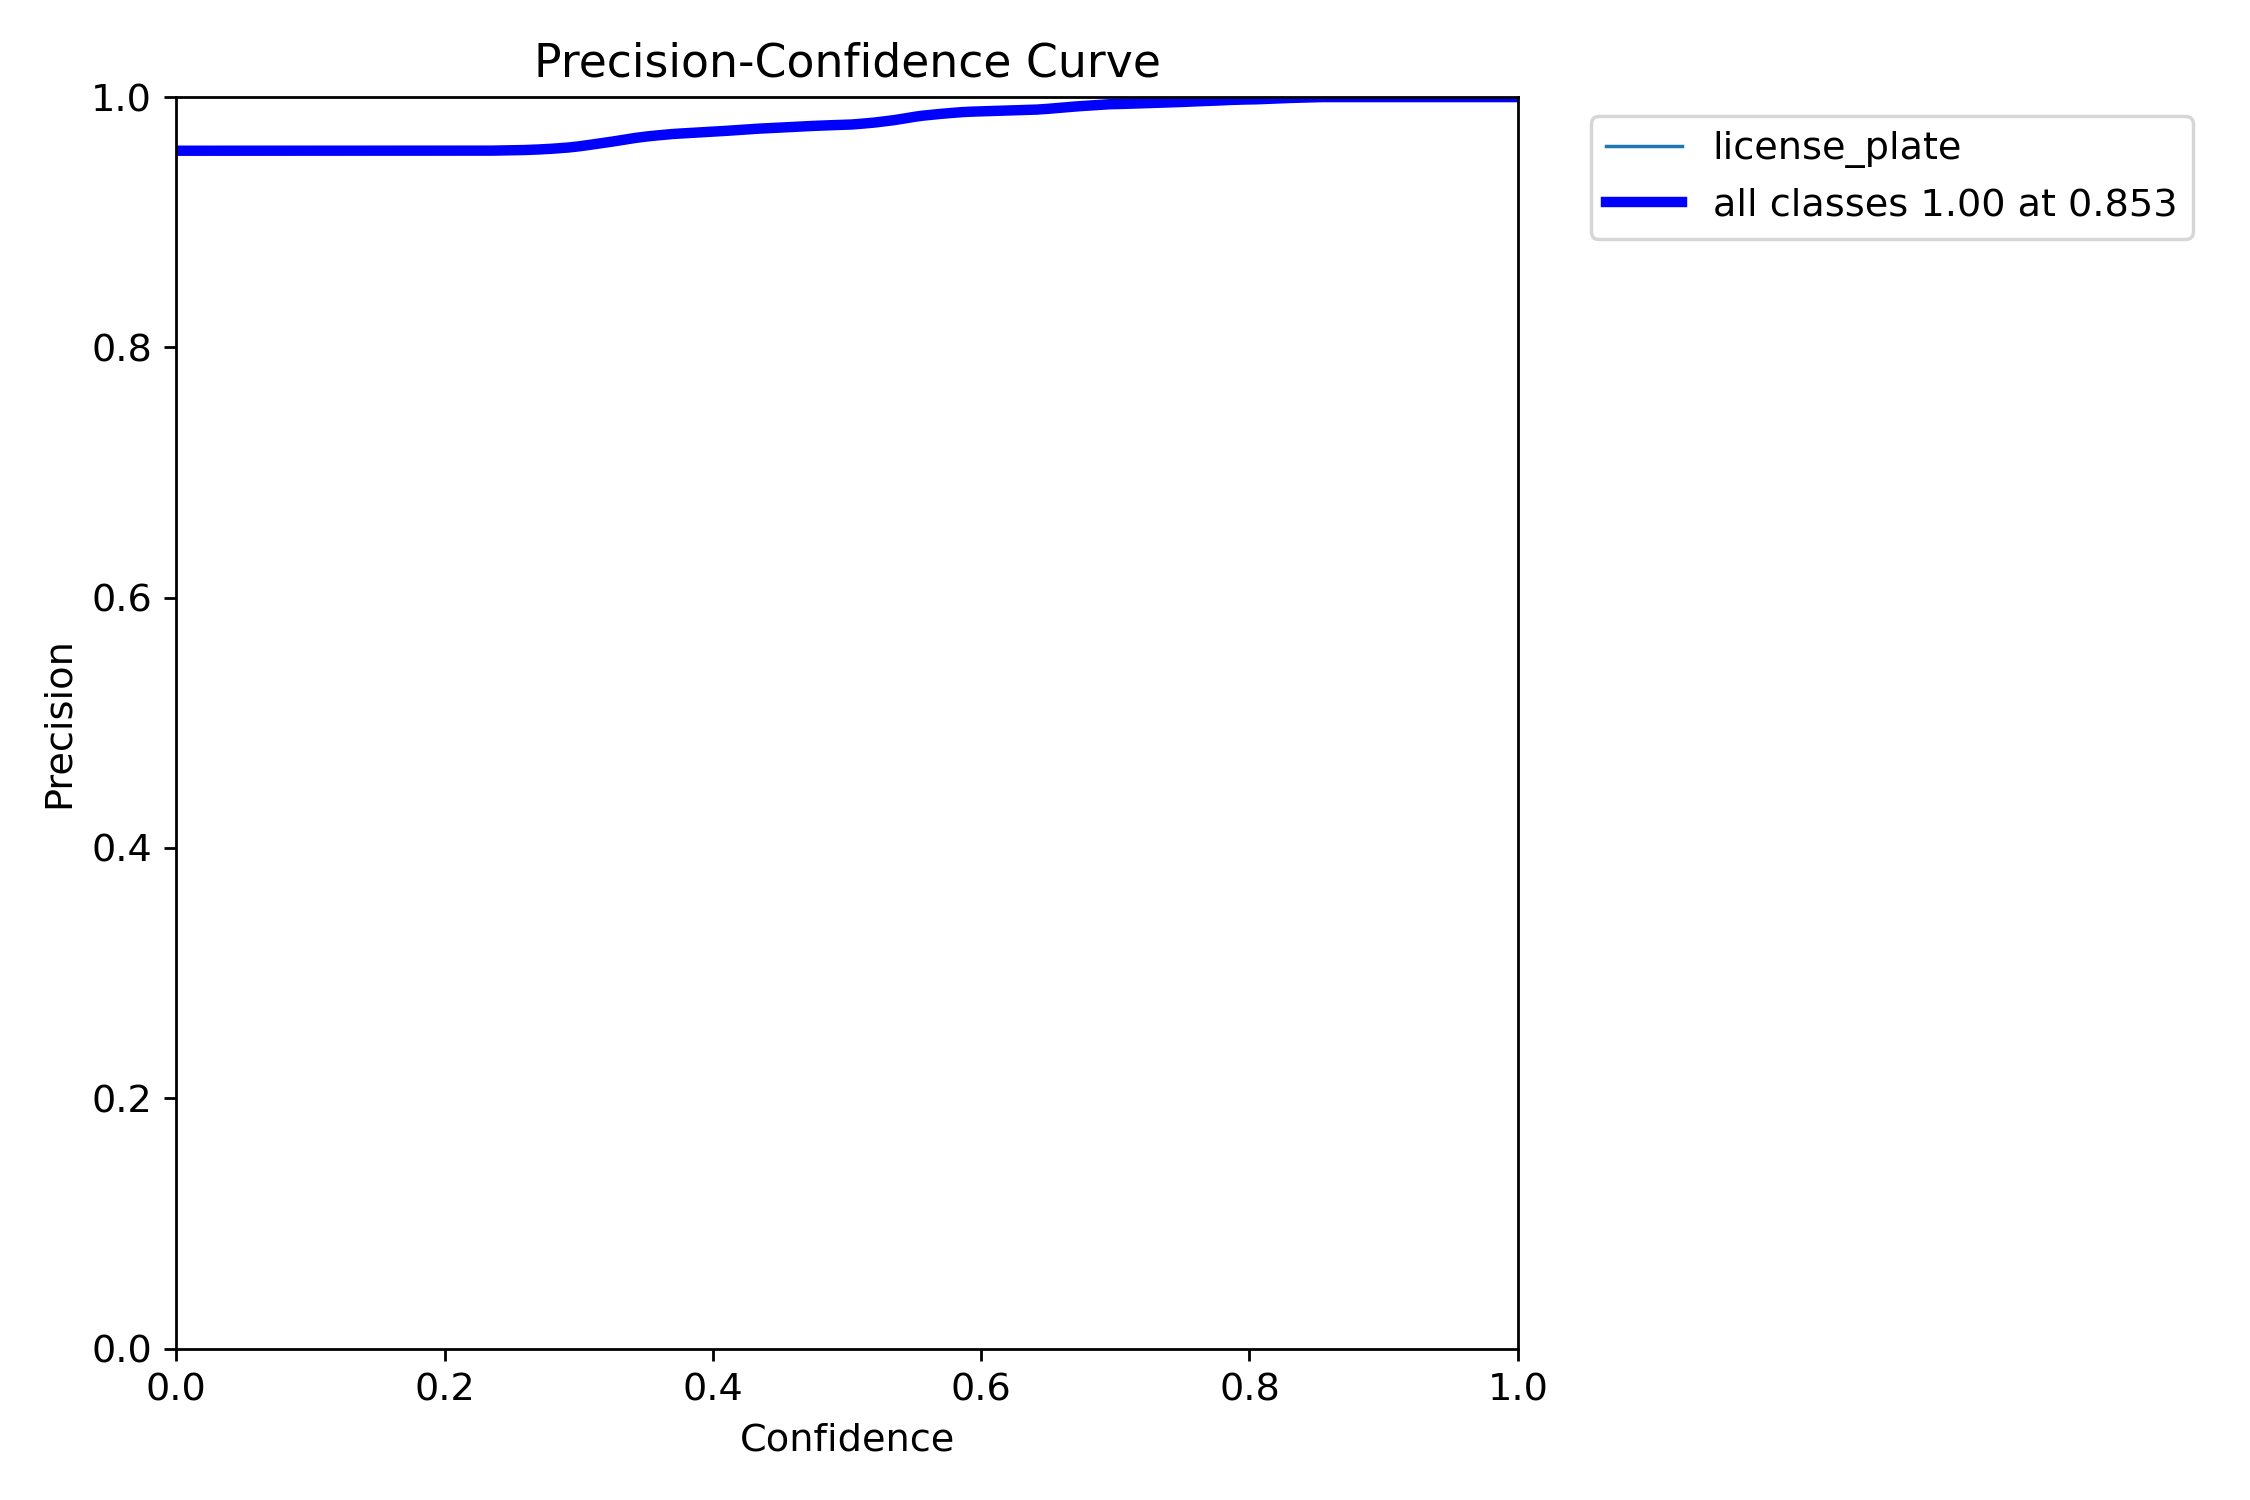 Precision-Confidence Curve
1.0
0.8
0.6
0.4
0.2
0.0
Precision
0.0 0.2 0.4 0.6 0.8 1.0
Confidence
license_plate
all classes 1.00 at 0.853